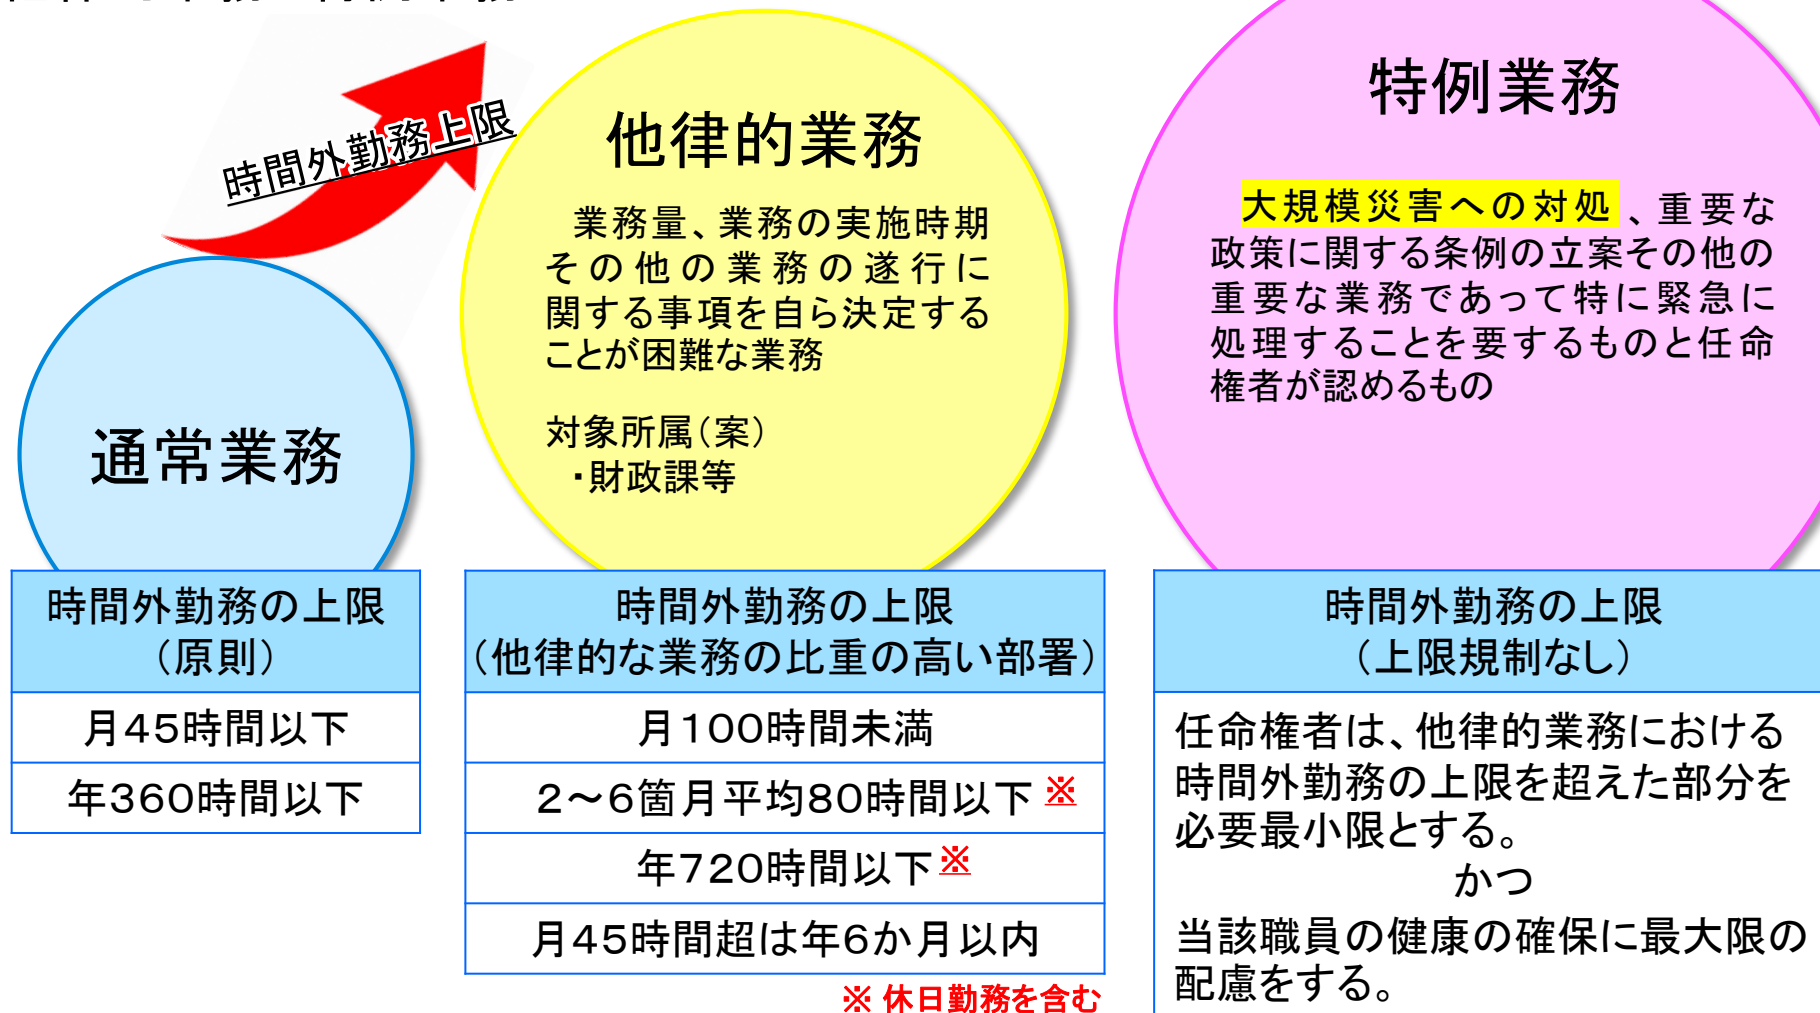 時間外勤務上限
通常業務
時間外勤務の上限
（原則）
月45時間以下
年360時間以下
他律的業務
業務量、業務の実施時期
その他の業務の遂行に
関する事項を自ら決定する
ことが困難な業務
対象所属（案）
・財政課等
時間外勤務の上限
（他律的な業務の比重の高い部署）
月100時間未満
2～6箇月平均80時間以下※
年720時間以下※
月45時間超は年6か月以内
※ 休日勤務を含む
特例業務
大規模災害への対処、重要な
政策に関する条例の立案その他の
重要な業務であって特に緊急に
処理することを要するものと任命
権者が認めるもの
時間外勤務の上限
（上限規制なし）
任命権者は、他律的業務における
時間外勤務の上限を超えた部分を
必要最小限とする。
かつ
当該職員の健康の確保に最大限の
配慮をする。